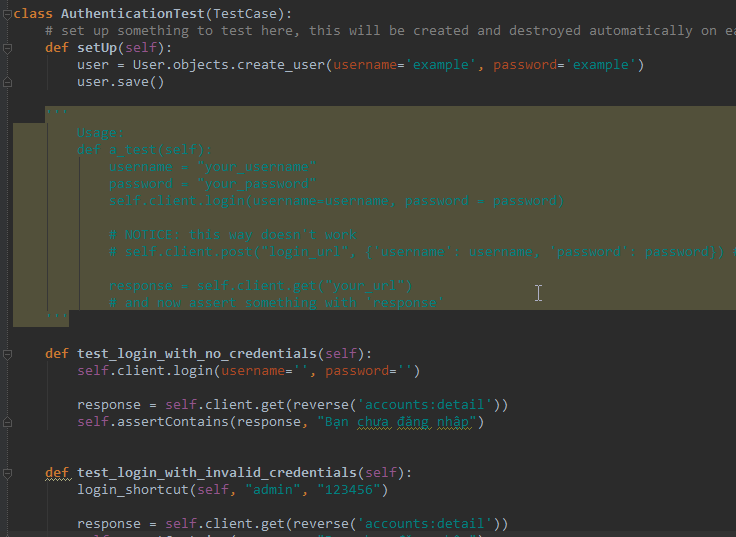 class AuthenticationTest(TestCase):
# set up something to test here, this will be created and destroyed automatically on
def setUp(self):
user = User.objects.create_user(username='example', password='example')
user.save()
'''
Usage:
def a_test(self):
username = "your_username"
password = "your_password"
self.client.login(username=username, password = password)
# NOTICE: this way doesn't work
# self.client.post("login_url", {'username': username, 'password': password}) #
response = self.client.get("your_url")
# and now assert something with 'response'
'''
def test_login_with_no_credentials(self):
self.client.login(username='', password='')
response = self.client.get(reverse('accounts:detail'))
self.assertContains(response, "Bạn chưa đăng nhập")
def test_login_with_invalid_credentials(self):
login_shortcut(self, "admin", "123456")
response = self.client.get(reverse('accounts:detail'))